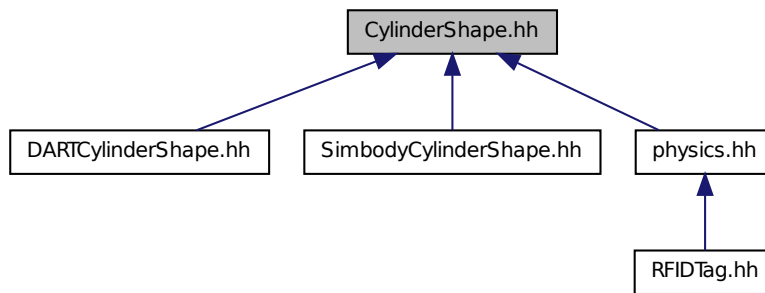 CylinderShape.hh
DARTCylinderShape.hh
SimbodyCylinderShape.hh
physics.hh
RFIDTag.hh